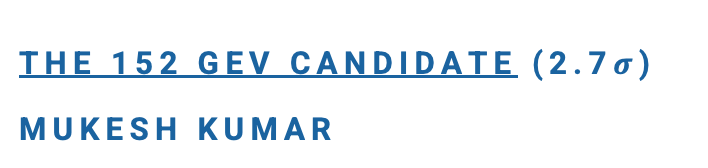 THE 152 GEV CANDIDATE (2.7σ)
MUKESH KUMAR